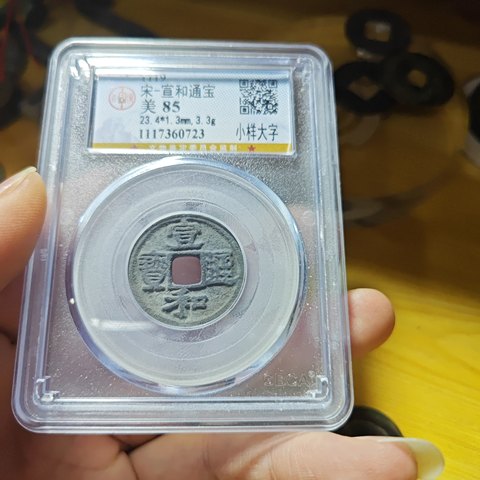 宋-宣和通宝
美 85
23.4*1.3mm,3.3g
1117360723
小样大字
宣
寶 通
和